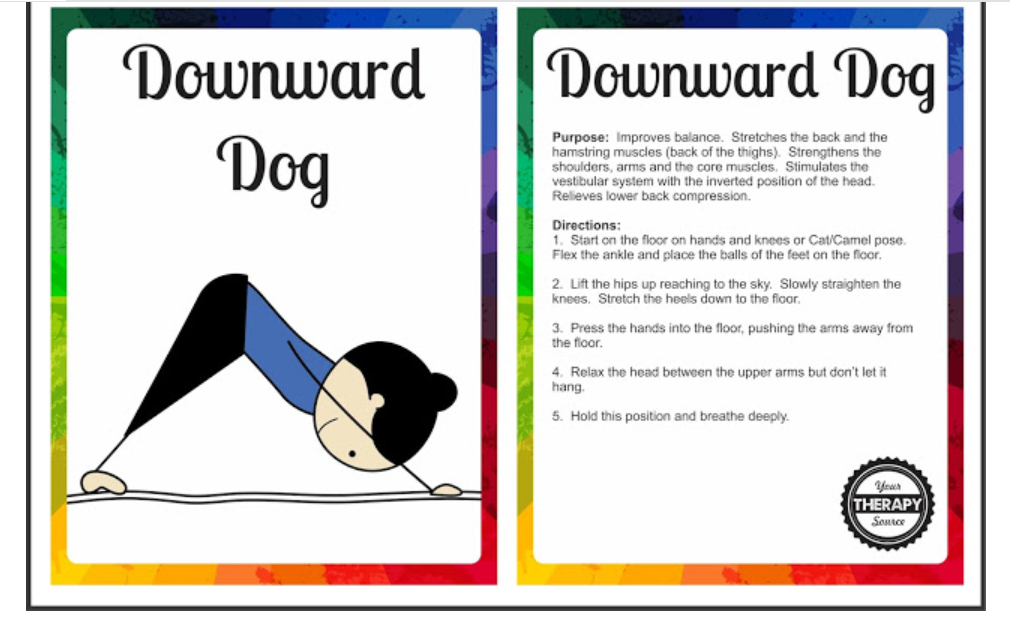 Downward
Dog
Downward Dog
Purpose:  Improves balance.  Stretches the back and the
hamstring muscles (back of the thighs).  Strengthens the
shoulders, arms and the core muscles.  Stimulates the
vestibular system with the inverted position of the head.
Relieves lower back compression.
Directions:
1.  Start on the floor on hands and knees or Cat/Camel pose.
Flex the ankle and place the balls of the feet on the floor.
2.  Lift the hips up reaching to the sky.  Slowly straighten the
knees.  Stretch the heels down to the floor.
3.  Press the hands into the floor, pushing the arms away from
the floor.
4.  Relax the head between the upper arms but don't let it
hang.
5.  Hold this position and breathe deeply.
Your
THERAPY
Source